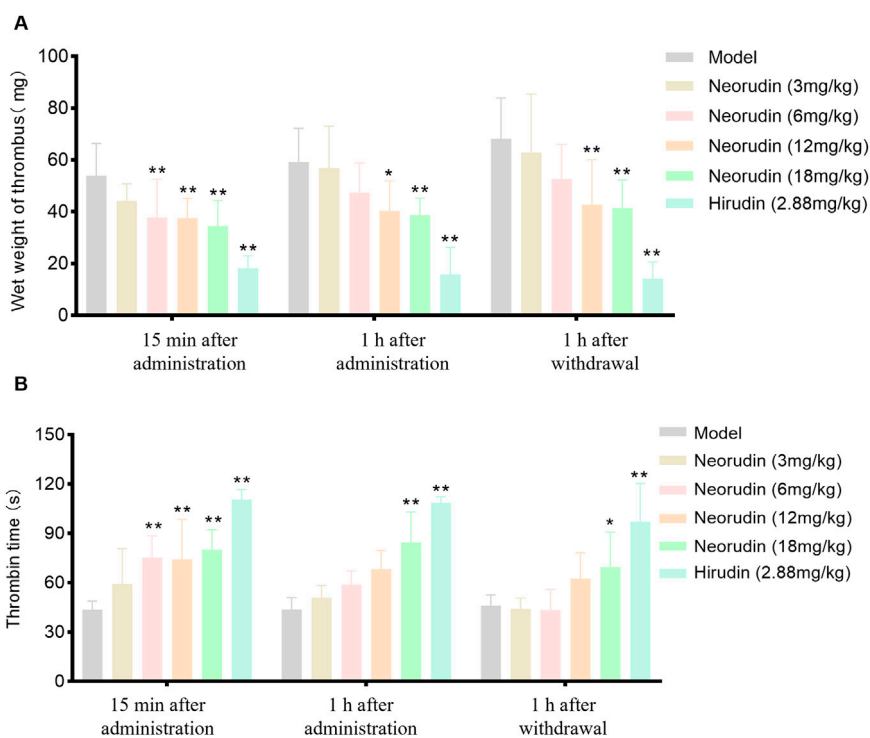 A
100
80
60
40
20
0
Wet weight of thrombus( mg)
** ** ** **
* ** **
** ** **
15 min after
administration
1 h after
administration
1 h after
withdrawal
Model
Neorudin (3mg/kg)
Neorudin (6mg/kg)
Neorudin (12mg/kg)
Neorudin (18mg/kg)
Hirudin (2.88mg/kg)
B
150
120
90
60
30
0
Thrombin time (s)
** ** ** **
** **
* **
15 min after
administration
1 h after
administration
1 h after
withdrawal
Model
Neorudin (3mg/kg)
Neorudin (6mg/kg)
Neorudin (12mg/kg)
Neorudin (18mg/kg)
Hirudin (2.88mg/kg)